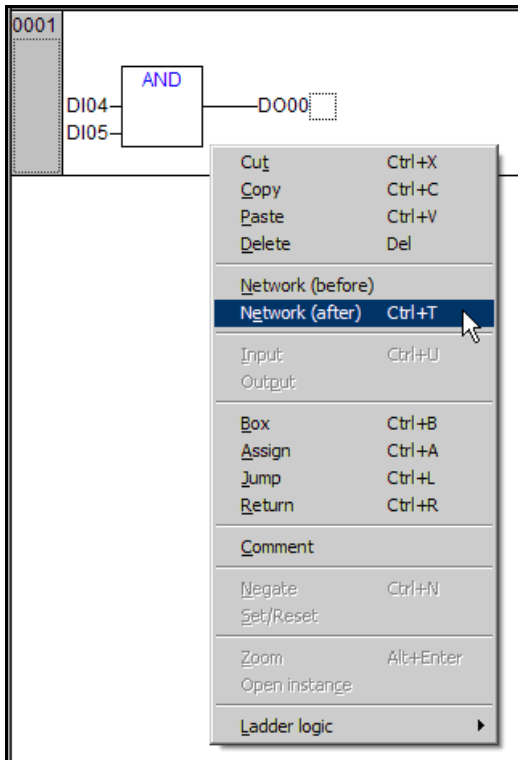 0001
AND
DI04 DO00
DI05
Cut Ctrl+X
Copy Ctrl+C
Paste Ctrl+V
Delete Del
Network (before)
Network (after) Ctrl+T
Input Ctrl+U
Output
Box Ctrl+B
Assign Ctrl+A
Jump Ctrl+L
Return Ctrl+R
Comment
Negate Ctrl+N
Set/Reset
Zoom Alt+Enter
Open instance
Ladder logic